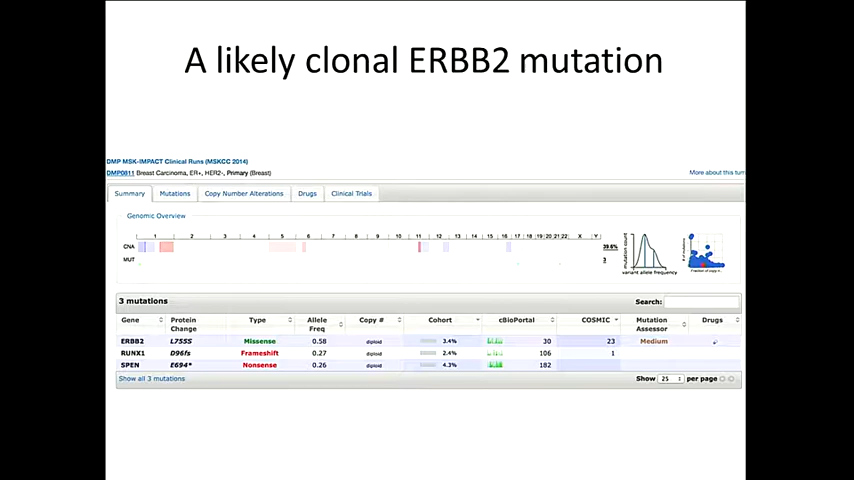 A likely clonal ERBB2 mutation
DMP MSK-IMPACT Clinical Runs (MSKCC 2014)
DMP0811 Breast Carcinoma, ER+, HER2-, Primary (Breast)
More about this tum
Summary Mutations Copy Number Alterations Drugs Clinical Trials
Genomic Overview
1 2 3 4 5 6 7 8 9 10 11 12 13 14 15 16 17 18 19 20 21 22 X Y
CNA 39.6%
MUT 3
mutation count
variant allele frequency
3 mutations Search:
Gene Protein Change Type Allele Freq Copy # Cohort cBioPortal COSMIC Mutation Assessor Drugs
ERBB2 L755S Missense 0.58 diploid 3.4% 30 23 Medium
RUNX1 D96fs Frameshift 0.27 diploid 2.4% 106 1
SPEN E694* Nonsense 0.26 diploid 4.3% 182
Show all 3 mutations Show 25 per page